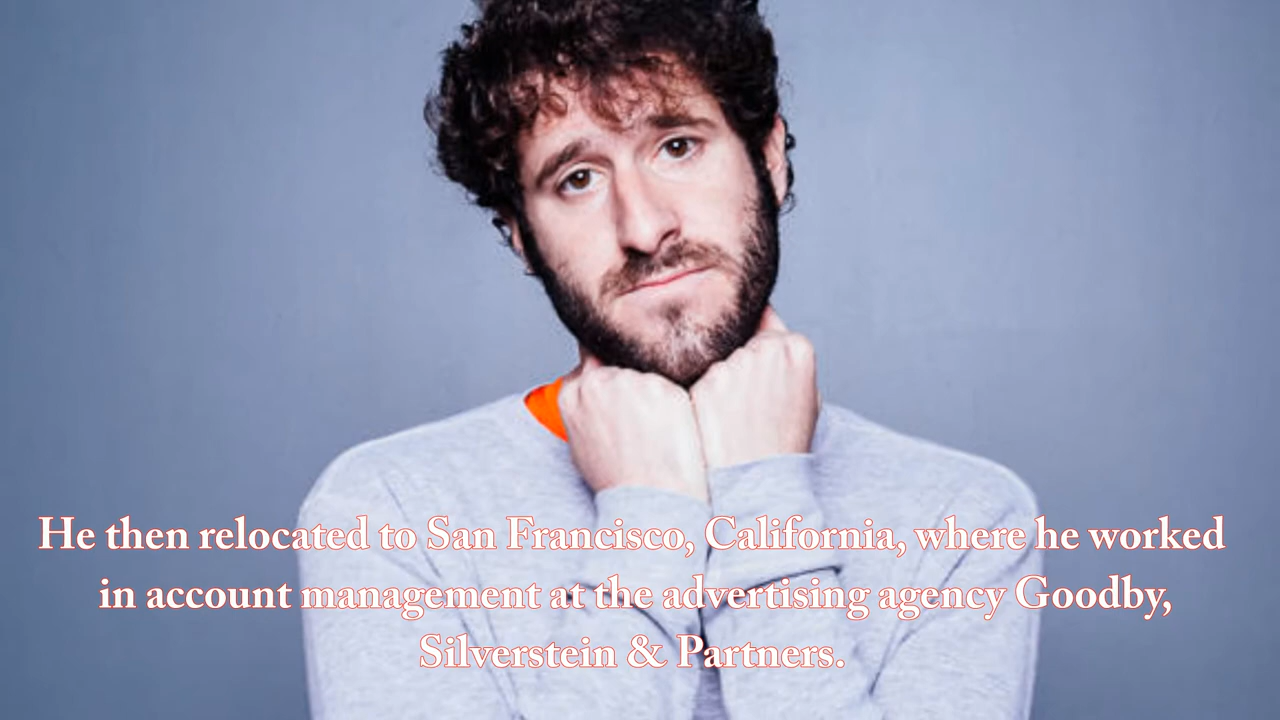 He then relocated to San Francisco, California, where he worked
in account management at the advertising agency Goodby,
Silverstein & Partners.